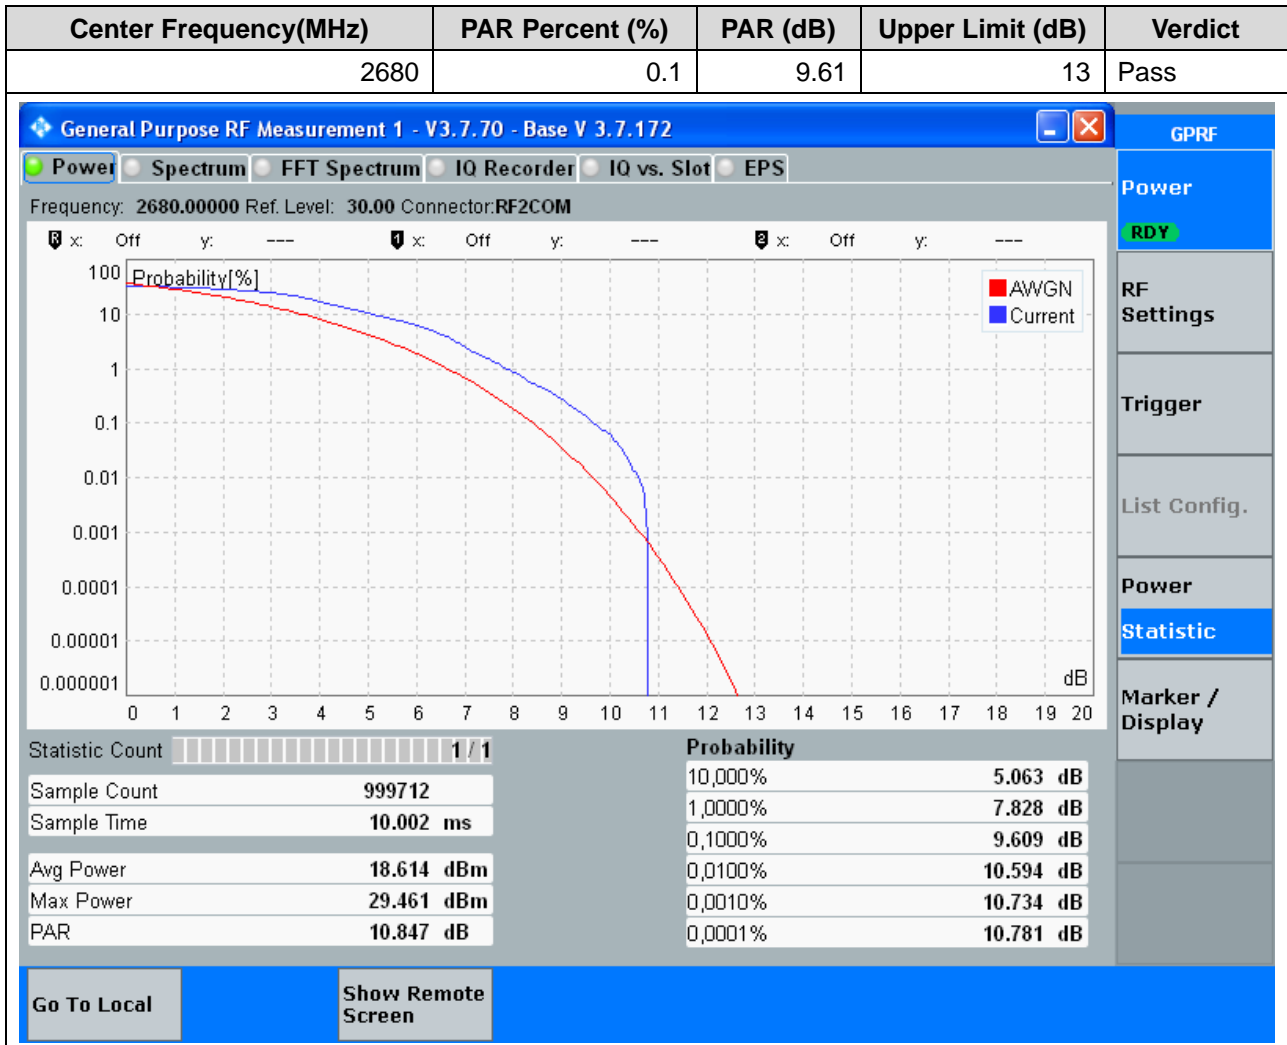 Center Frequency(MHz) PAR Percent (%) PAR (dB) Upper Limit (dB) Verdict
2680 0.1 9.61 13 Pass
General Purpose RF Measurement 1 - V3.7.70 - Base V 3.7.172
GPRF
Power Spectrum FFT Spectrum IQ Recorder IQ vs. Slot EPS
Power
RDY
Frequency: 2680.00000 Ref. Level: 30.00 Connector:RF2COM
R x: Off y: --- 1 x: Off y: --- 2 x: Off y: ---
Probability[%]
AWGN
Current
100
10
1
0.1
0.01
0.001
0.0001
0.00001
0.000001
dB
0 1 2 3 4 5 6 7 8 9 10 11 12 13 14 15 16 17 18 19 20
RF
Settings
Trigger
List Config.
Power
Statistic
Marker /
Display
Statistic Count 1 / 1
Sample Count 999712
Sample Time 10.002 ms
Avg Power 18.614 dBm
Max Power 29.461 dBm
PAR 10.847 dB
Probability
10,000% 5.063 dB
1,0000% 7.828 dB
0,1000% 9.609 dB
0,0100% 10.594 dB
0,0010% 10.734 dB
0,0001% 10.781 dB
Go To Local
Show Remote
Screen